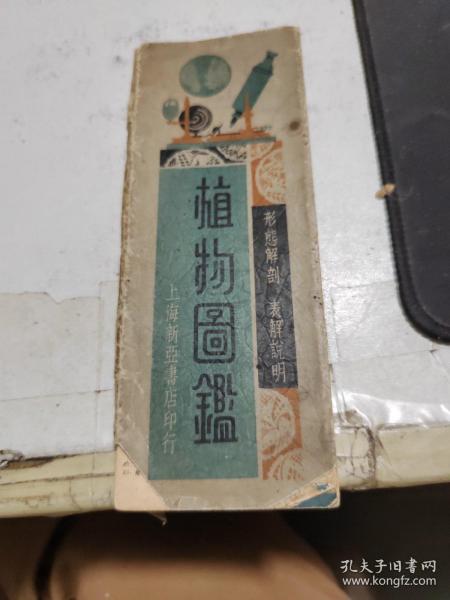 植物圖鑑
形態解剖 表解說明
上海新亞書店印行
孔夫子旧书网
www.kongfz.com